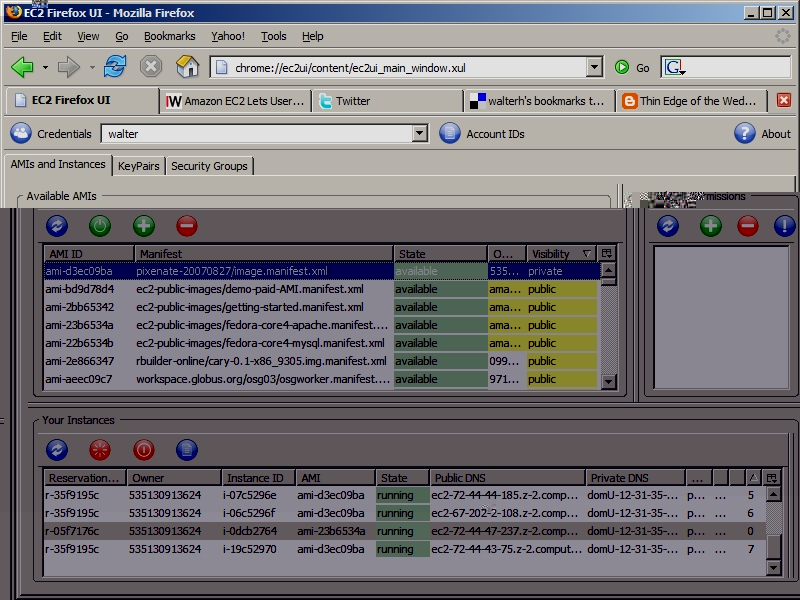 EC2 Firefox UI - Mozilla Firefox
File Edit View Go Bookmarks Yahoo! Tools Help
chrome://ec2ui/content/ec2ui_main_window.xul Go G
EC2 Firefox UI Amazon EC2 Lets User... Twitter walterh's bookmarks t... Thin Edge of the Wed...
Credentials walter Account IDs About
AMIs and Instances KeyPairs Security Groups
Available AMIs
AMI ID Manifest State O... Visibility
ami-d3ec09ba pixenate-20070827/image.manifest.xml available 535... private
ami-bd9d78d4 ec2-public-images/demo-paid-AMI.manifest.xml available ama... public
ami-2bb65342 ec2-public-images/getting-started.manifest.xml available ama... public
ami-23b6534a ec2-public-images/fedora-core4-apache.manifest.... available ama... public
ami-22b6534b ec2-public-images/fedora-core4-mysql.manifest.xml available ama... public
ami-2e866347 rbuilder-online/cary-0.1-x86_9305.img.manifest.xml available 099... public
ami-aeec09c7 workspace.globus.org/osg03/osgworker.manifest.... available 971... public
Your Instances
Reservation... Owner Instance ID AMI State Public DNS Private DNS ...
r-35f9195c 535130913624 i-07c5296e ami-d3ec09ba running ec2-72-44-44-185.z-2.comp... domU-12-31-35-... p... ... 5
r-35f9195c 535130913624 i-06c5296f ami-d3ec09ba running ec2-67-202-2-108.z-2.comp... domU-12-31-35-... p... ... 6
r-05f7176c 535130913624 i-0dcb2764 ami-23b6534a running ec2-72-44-47-237.z-2.comp... domU-12-31-35-... p... ... 0
r-35f9195c 535130913624 i-19c52970 ami-d3ec09ba running ec2-72-44-43-75.z-2.comput... domU-12-31-35-... p... ... 7